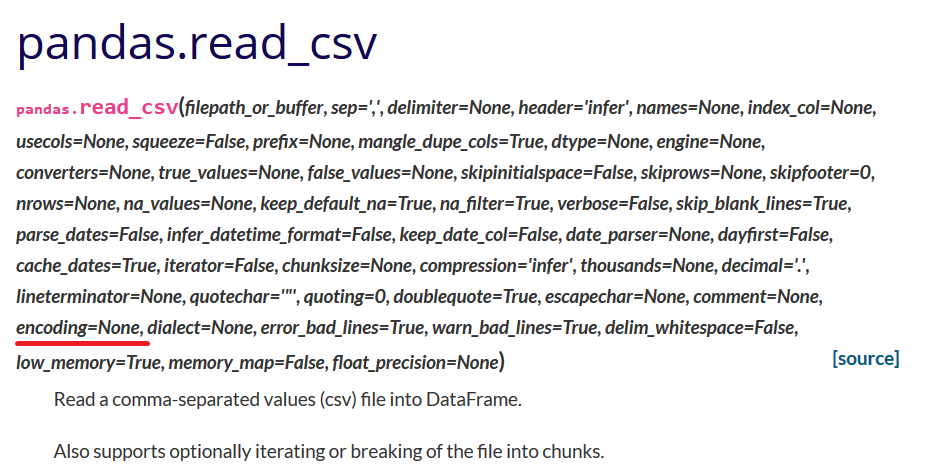 pandas.read_csv
pandas.read_csv(filepath_or_buffer, sep=',', delimiter=None, header='infer', names=None, index_col=None,
usecols=None, squeeze=False, prefix=None, mangle_dupe_cols=True, dtype=None, engine=None,
converters=None, true_values=None, false_values=None, skipinitialspace=False, skiprows=None, skipfooter=0,
nrows=None, na_values=None, keep_default_na=True, na_filter=True, verbose=False, skip_blank_lines=True,
parse_dates=False, infer_datetime_format=False, keep_date_col=False, date_parser=None, dayfirst=False,
cache_dates=True, iterator=False, chunksize=None, compression='infer', thousands=None, decimal='.',
lineterminator=None, quotechar='"', quoting=0, doublequote=True, escapechar=None, comment=None,
encoding=None, dialect=None, error_bad_lines=True, warn_bad_lines=True, delim_whitespace=False,
low_memory=True, memory_map=False, float_precision=None) [source]
Read a comma-separated values (csv) file into DataFrame.
Also supports optionally iterating or breaking of the file into chunks.